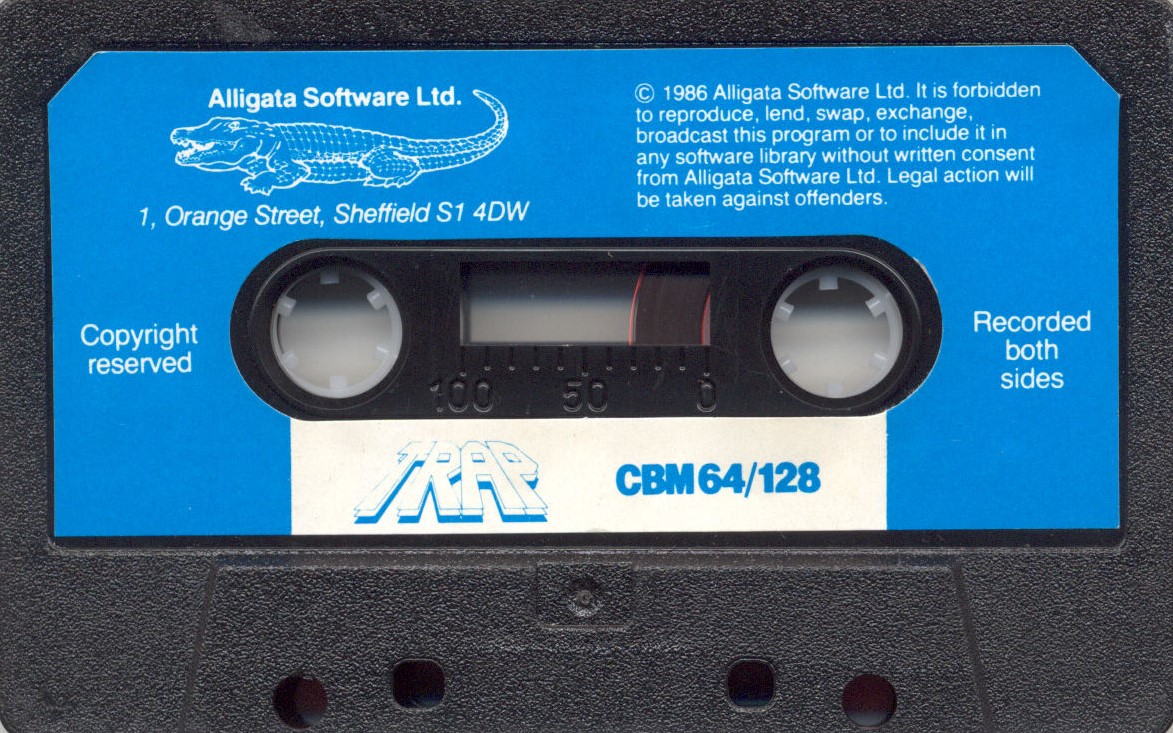 Alligata Software Ltd.
1, Orange Street, Sheffield S1 4DW
© 1986 Alligata Software Ltd. It is forbidden
to reproduce, lend, swap, exchange,
broadcast this program or to include it in
any software library without written consent
from Alligata Software Ltd. Legal action will
be taken against offenders.
Copyright
reserved
Recorded
both
sides
100 50 0
TRAP
CBM64/128